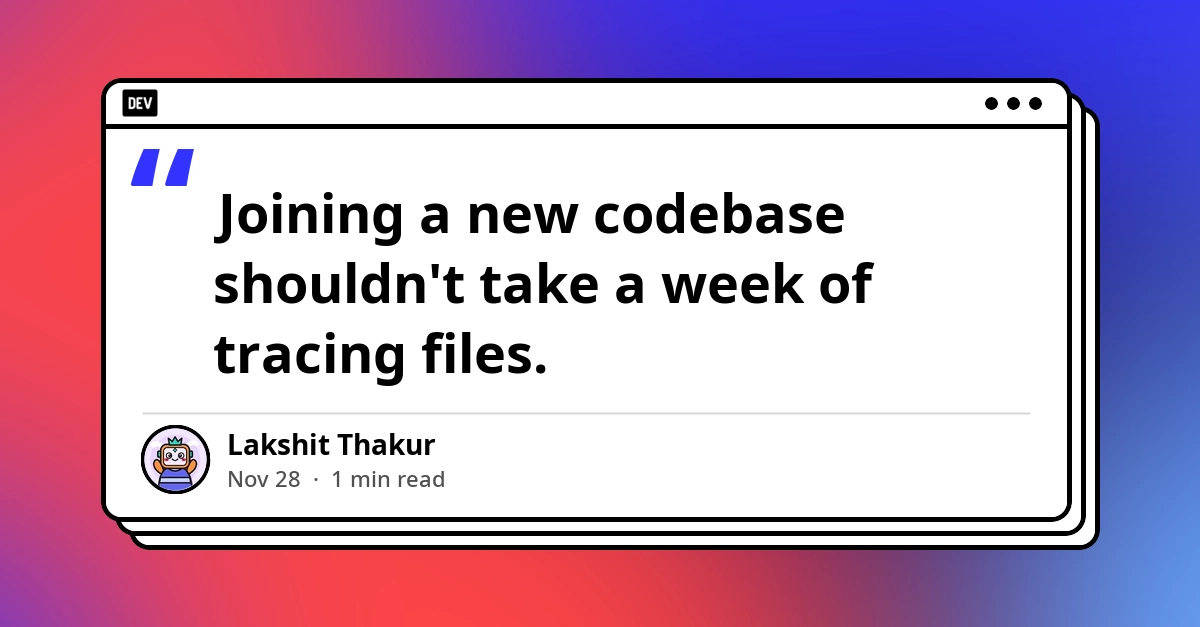 DEV
“
Joining a new codebase
shouldn't take a week of
tracing files.
Lakshit Thakur
Nov 28 · 1 min read